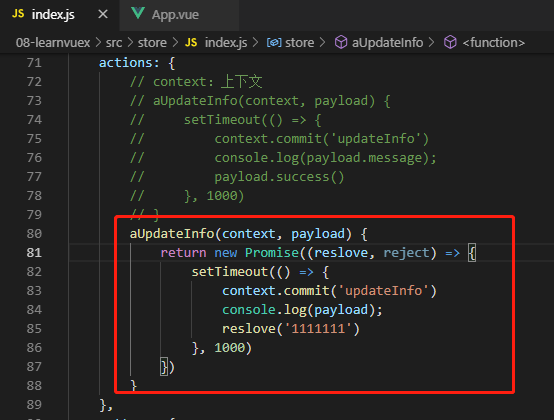 JS index.js × App.vue
08-learnvuex > src > store > JS index.js > store > aUpdateInfo > <function>
71 actions: {
72 // context: 上下文
73 // aUpdateInfo(context, payload) {
74 // setTimeout(() => {
75 // context.commit('updateInfo')
76 // console.log(payload.message);
77 // payload.success()
78 // }, 1000)
79 // }
80 aUpdateInfo(context, payload) {
81 return new Promise((reslove, reject) => {
82 setTimeout(() => {
83 context.commit('updateInfo')
84 console.log(payload);
85 reslove('1111111')
86 }, 1000)
87 })
88 }
89 },